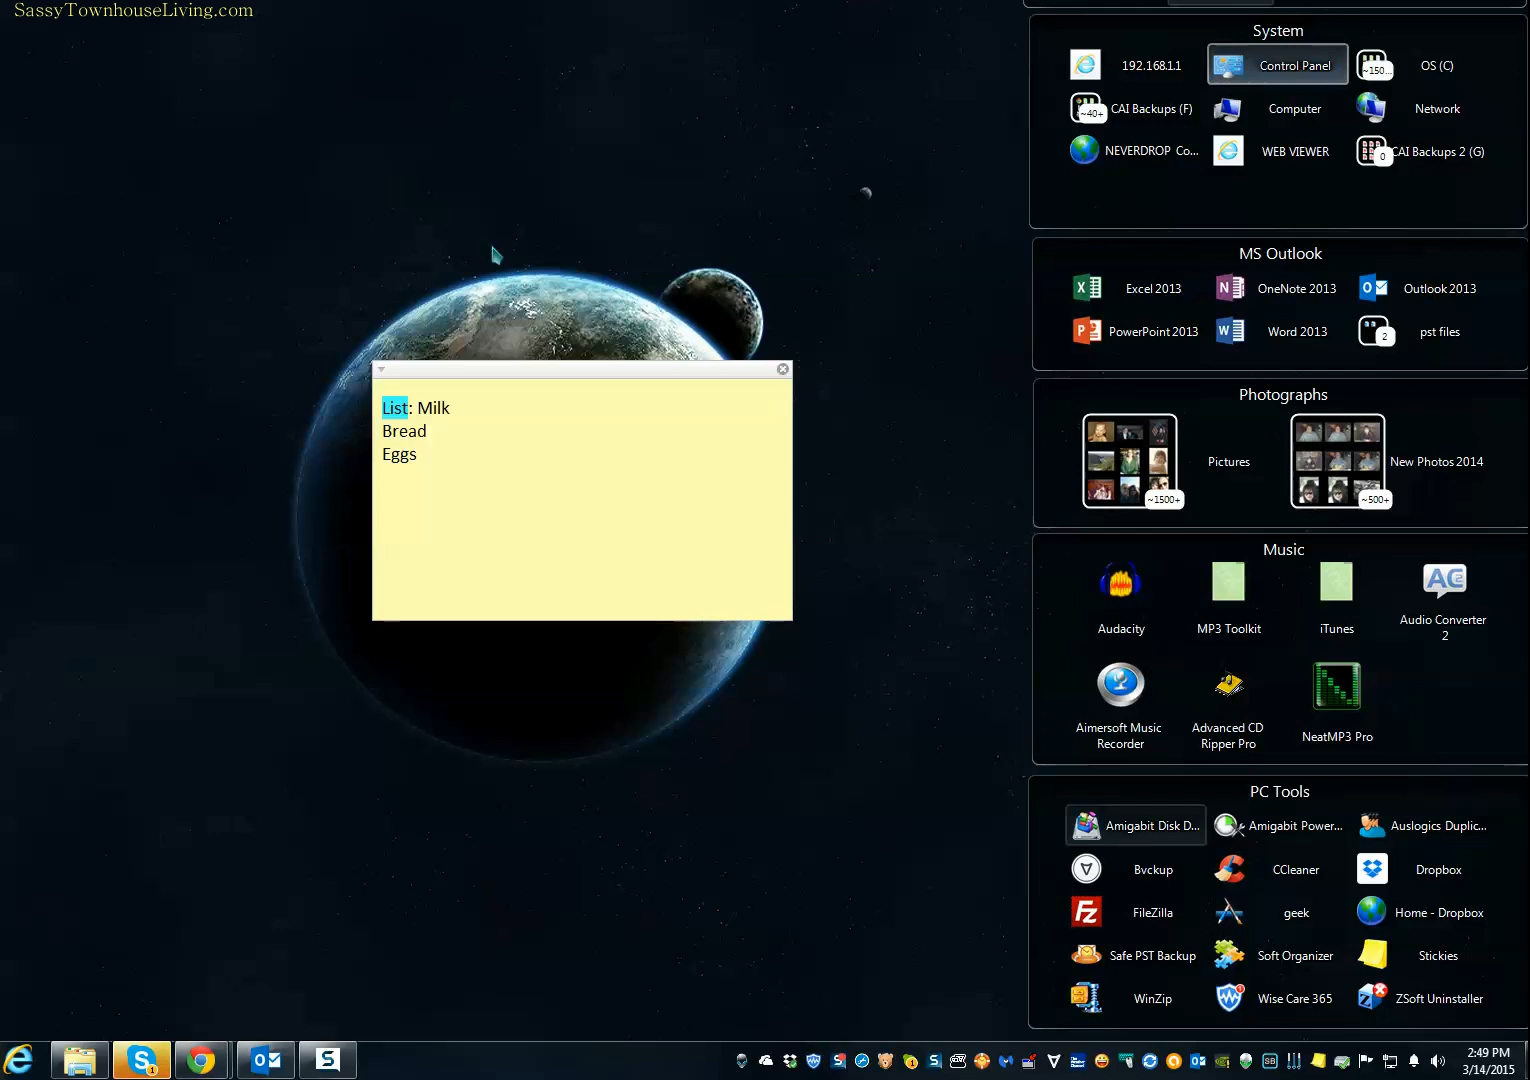 SassyTownhouseLiving.com
System
192.168.1.1
Control Panel
~150...
OS (C)
~40+
CAI Backups (F)
Computer
Network
NEVERDROP Co...
WEB VIEWER
0
CAI Backups 2 (G)
MS Outlook
Excel 2013
OneNote 2013
Outlook 2013
PowerPoint 2013
Word 2013
2
pst files
Photographs
Pictures
New Photos 2014
~1500+
~500+
List: Milk
Bread
Eggs
Music
Audacity
MP3 Toolkit
iTunes
Audio Converter
2
Aimersoft Music
Recorder
Advanced CD
Ripper Pro
NeatMP3 Pro
PC Tools
Amigabit Disk D...
Amigabit Power...
Auslogics Duplic...
Bvckup
CCleaner
Dropbox
FileZilla
geek
Home - Dropbox
Safe PST Backup
Soft Organizer
Stickies
WinZip
Wise Care 365
ZSoft Uninstaller
2:49 PM
3/14/2015